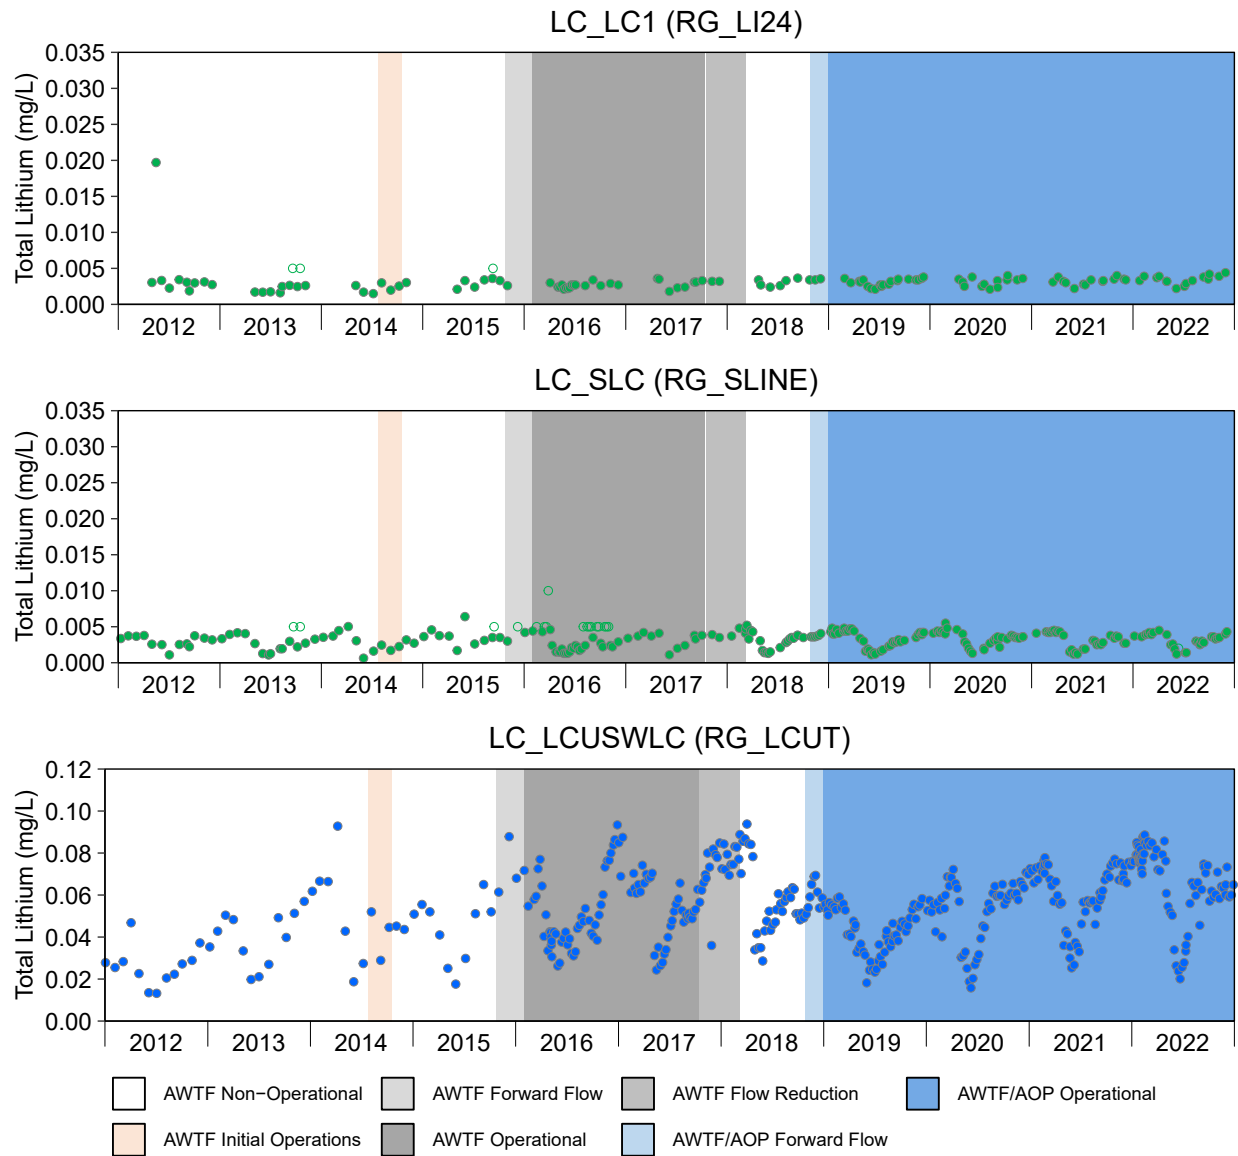 LC_LC1 (RG_LI24)
Total Lithium (mg/L)
0.035
0.030
0.025
0.020
0.015
0.010
0.005
0.000
2012 2013 2014 2015 2016 2017 2018 2019 2020 2021 2022
LC_SLC (RG_SLINE)
Total Lithium (mg/L)
0.035
0.030
0.025
0.020
0.015
0.010
0.005
0.000
2012 2013 2014 2015 2016 2017 2018 2019 2020 2021 2022
LC_LCUSWLC (RG_LCUT)
Total Lithium (mg/L)
0.12
0.10
0.08
0.06
0.04
0.02
0.00
2012 2013 2014 2015 2016 2017 2018 2019 2020 2021 2022
AWTF Non−Operational AWTF Forward Flow AWTF Flow Reduction AWTF/AOP Operational
AWTF Initial Operations AWTF Operational AWTF/AOP Forward Flow